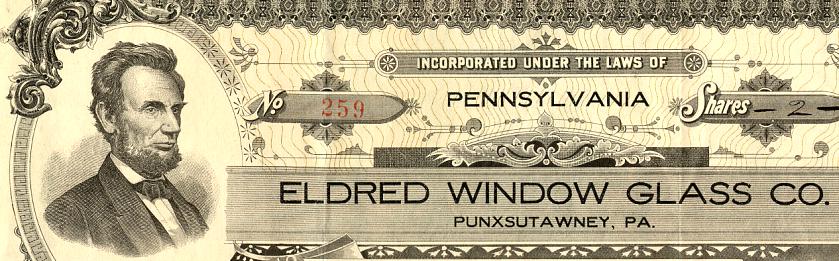 INCORPORATED UNDER THE LAWS OF
No 259
PENNSYLVANIA
Shares - 2 -
ELDRED WINDOW GLASS CO.
PUNXSUTAWNEY, PA.